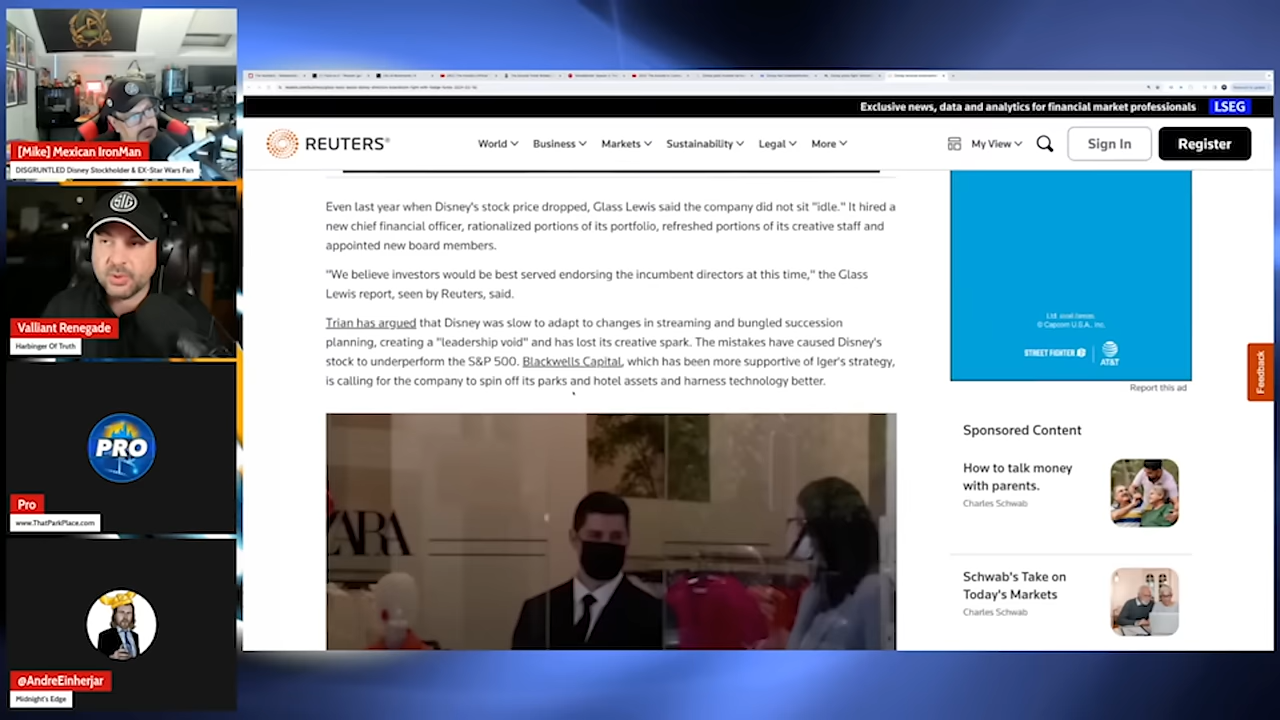 [Mike] Mexican IronMan
DISGRUNTLED Disney Stockholder & EX-Star Wars Fan
Valliant Renegade
Harbinger Of Truth
PRO
Pro
www.ThatParkPlace.com
@AndreEinherjar
Midnight's Edge
Exclusive news, data and analytics for financial market professionals LSEG
REUTERS®
World Business Markets Sustainability Legal More
My View Sign In Register
Even last year when Disney's stock price dropped, Glass Lewis said the company did not sit "idle." It hired a
new chief financial officer, rationalized portions of its portfolio, refreshed portions of its creative staff and
appointed new board members.
"We believe investors would be best served endorsing the incumbent directors at this time," the Glass
Lewis report, seen by Reuters, said.
Trian has argued that Disney was slow to adapt to changes in streaming and bungled succession
planning, creating a "leadership void" and has lost its creative spark. The mistakes have caused Disney's
stock to underperform the S&P 500. Blackwells Capital, which has been more supportive of Iger's strategy,
is calling for the company to spin off its parks and hotel assets and harness technology better.
ZARA
© Capcom U.S.A., Inc.
STREET FIGHTER 6 AT&T
Report this ad
Feedback
Sponsored Content
How to talk money
with parents.
Charles Schwab
Schwab's Take on
Today's Markets
Charles Schwab